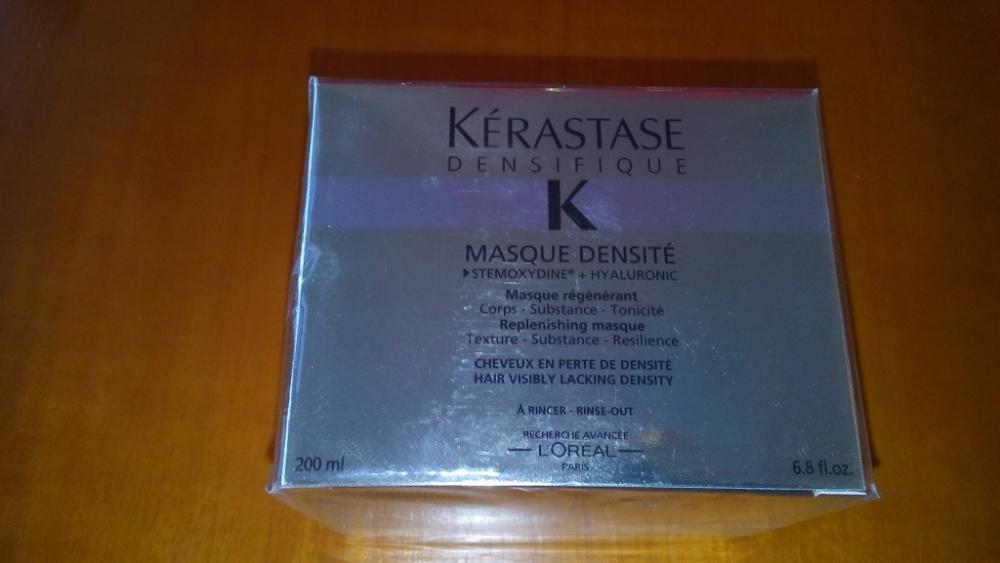 KÉRASTASE
DENSIFIQUE
K
MASQUE DENSITÉ
▶STEMOXYDINE® + HYALURONIC
Masque régénérant
Corps - Substance - Tonicité
Replenishing masque
Texture - Substance - Resilience
CHEVEUX EN PERTE DE DENSITÉ
HAIR VISIBLY LACKING DENSITY
À RINCER - RINSE-OUT
RECHERCHE AVANCÉE
L'ORÉAL
PARIS
200 ml 6.8 fl.oz.